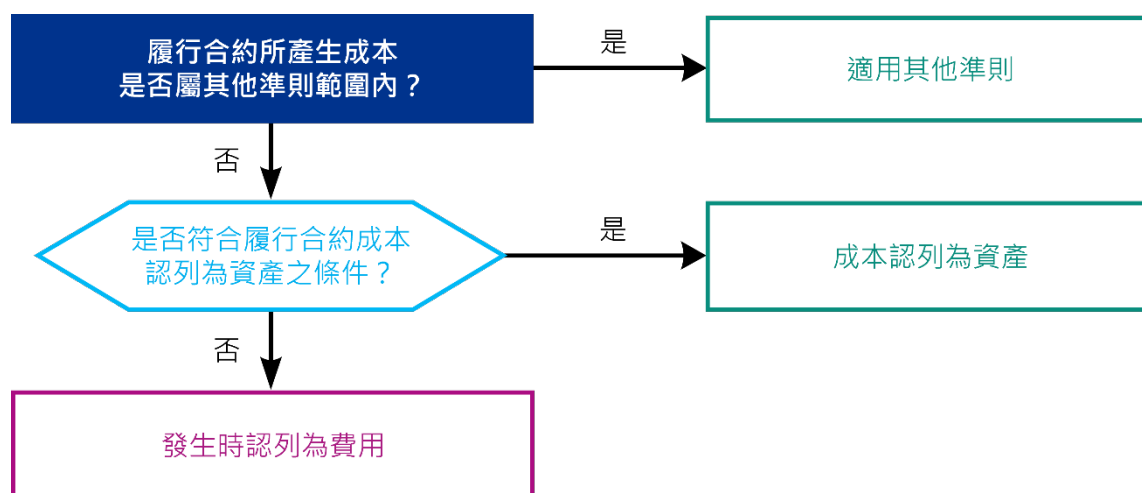 履行合約所產生成本
是否屬其他準則範圍內？
是
適用其他準則
否
是否符合履行合約成本
認列為資產之條件？
是
成本認列為資產
否
發生時認列為費用